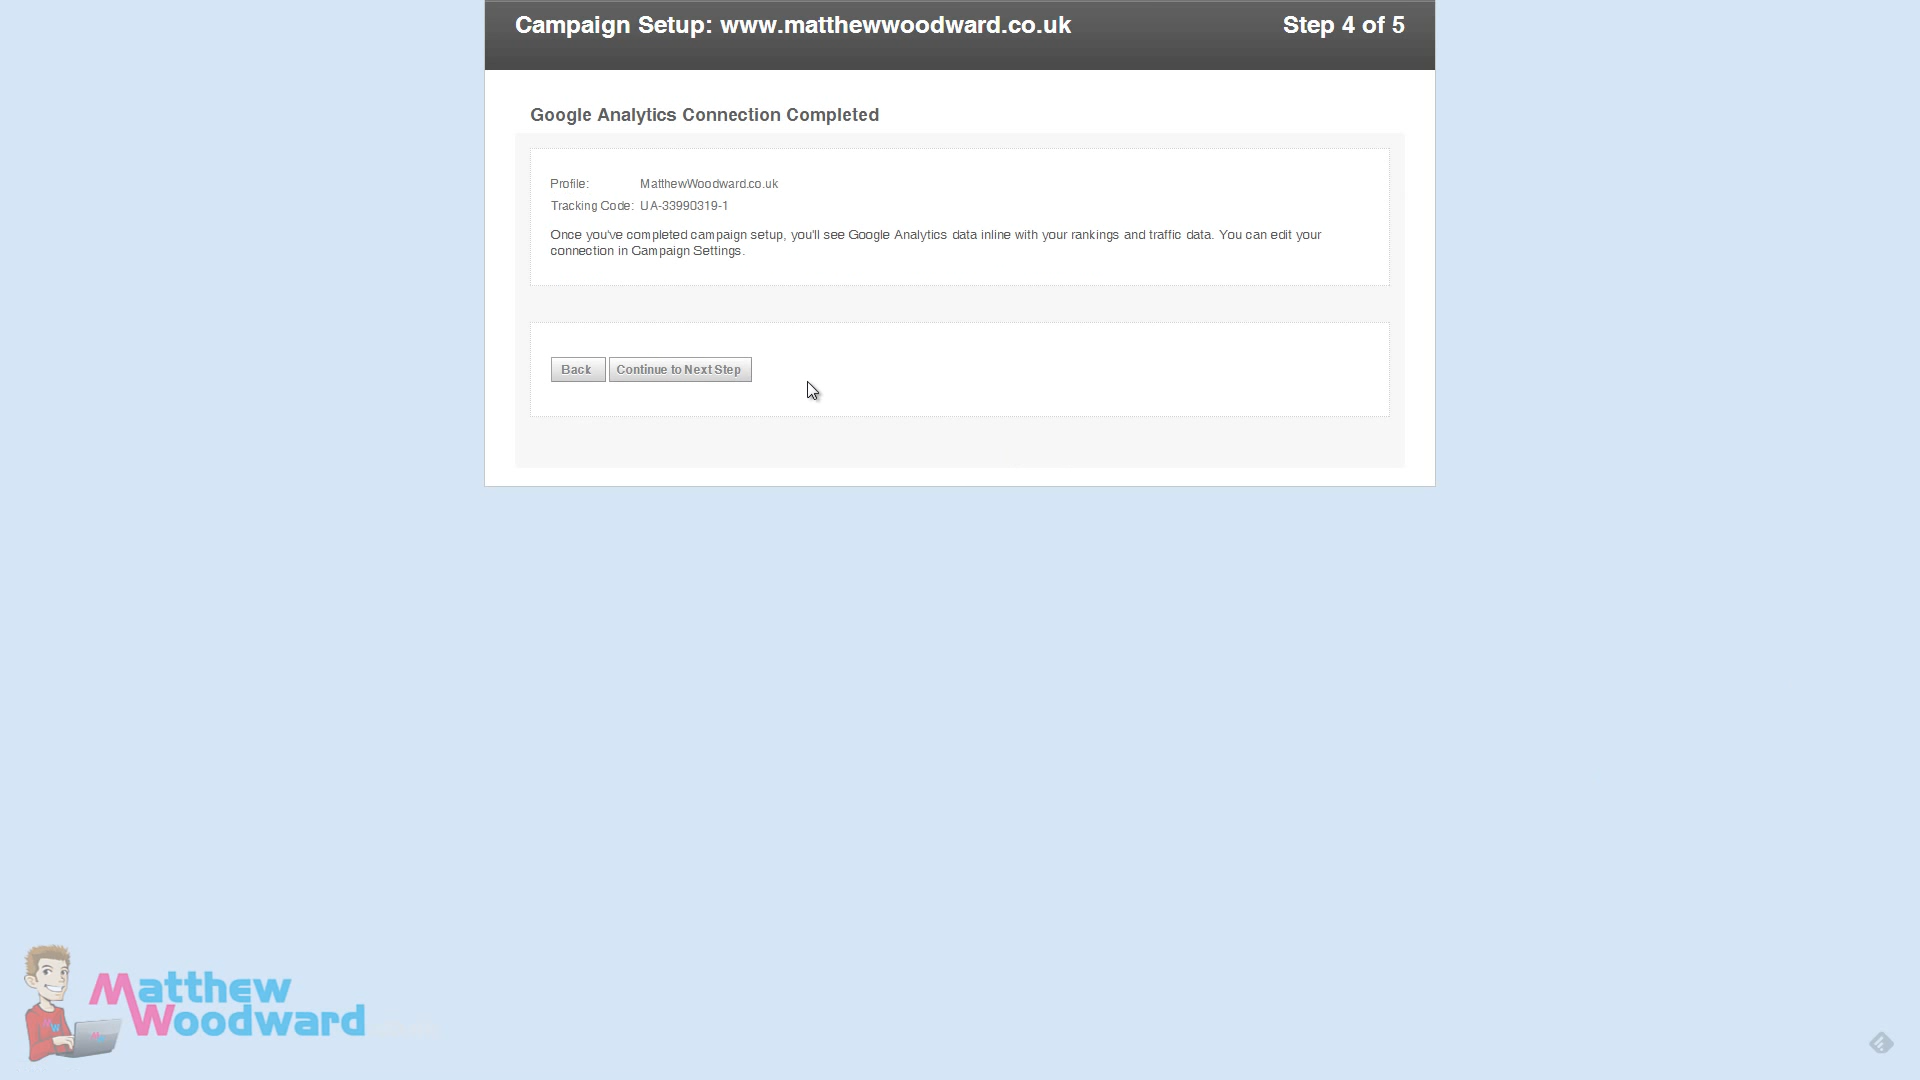 Campaign Setup: www.matthewwoodward.co.uk
Step 4 of 5
Google Analytics Connection Completed
Profile: MatthewWoodward.co.uk
Tracking Code: UA-33990319-1
Once you've completed campaign setup, you'll see Google Analytics data inline with your rankings and traffic data. You can edit your
connection in Campaign Settings.
Back
Continue to Next Step
Matthew
Woodward